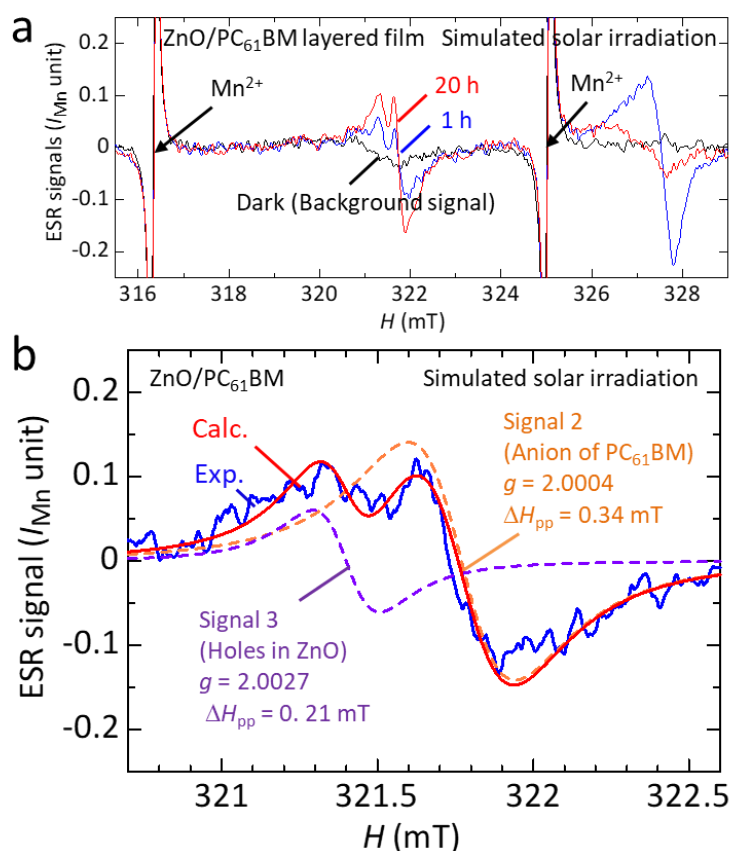 a
ZnO/PC₆₁BM layered film Simulated solar irradiation
Mn²⁺
20 h
1 h
Mn²⁺
Dark (Background signal)
ESR signals (I_Mn unit)
0.2
0.1
0
-0.1
-0.2
316 318 320 322 324 326 328
H (mT)
b
ZnO/PC₆₁BM Simulated solar irradiation
Calc.
Exp.
Signal 2
(Anion of PC₆₁BM)
g = 2.0004
ΔH_pp = 0.34 mT
Signal 3
(Holes in ZnO)
g = 2.0027
ΔH_pp = 0. 21 mT
ESR signal (I_Mn unit)
0.2
0.1
0
-0.1
-0.2
321 321.5 322 322.5
H (mT)